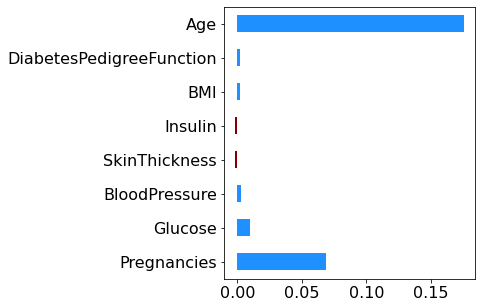 Age
DiabetesPedigreeFunction
BMI
Insulin
SkinThickness
BloodPressure
Glucose
Pregnancies
0.00 0.05 0.10 0.15